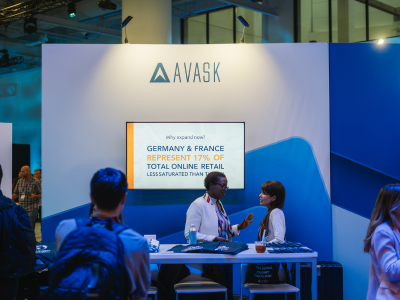 AVASK
Why expand now?
GERMANY & FRANCE
REPRESENT 17% OF
TOTAL ONLINE RETAIL
LESS SATURATED THAN